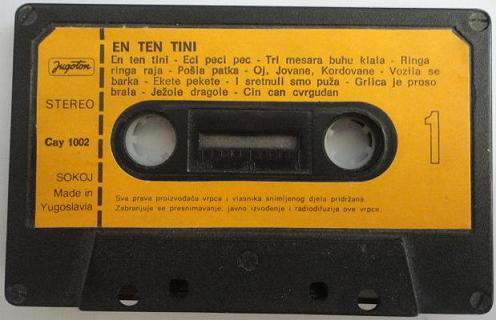 EN TEN TINI
En ten tini - Eci peci pec - Tri mesara buhu klala - Ringa
ringa raja - Pošla patka - Oj, Jovane, Kordovane - Vozila se
barka - Ekete pekete - I sretnuli smo puža - Grlica je proso
brala - Ježole dragole - Cin can cvrgudan
Jugoton
STEREO
Cay 1002
SOKOJ
Made in
Yugoslavia
1
Sva prava proizvođača vrpce i vlasnika snimljenog djela pridržana.
Zabranjuje se presnimavanje, javno izvođenje i radiodifuzija ove vrpce.